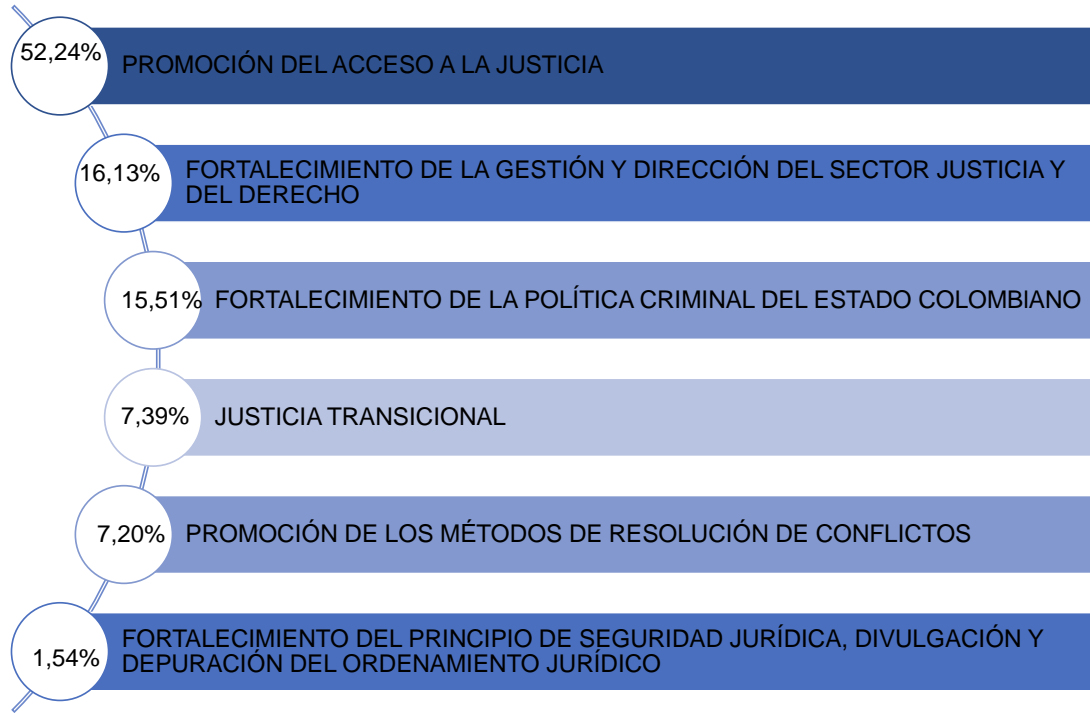 52,24%
PROMOCIÓN DEL ACCESO A LA JUSTICIA
16,13%
FORTALECIMIENTO DE LA GESTIÓN Y DIRECCIÓN DEL SECTOR JUSTICIA Y
DEL DERECHO
15,51%
FORTALECIMIENTO DE LA POLÍTICA CRIMINAL DEL ESTADO COLOMBIANO
7,39%
JUSTICIA TRANSICIONAL
7,20%
PROMOCIÓN DE LOS MÉTODOS DE RESOLUCIÓN DE CONFLICTOS
1,54%
FORTALECIMIENTO DEL PRINCIPIO DE SEGURIDAD JURÍDICA, DIVULGACIÓN Y
DEPURACIÓN DEL ORDENAMIENTO JURÍDICO